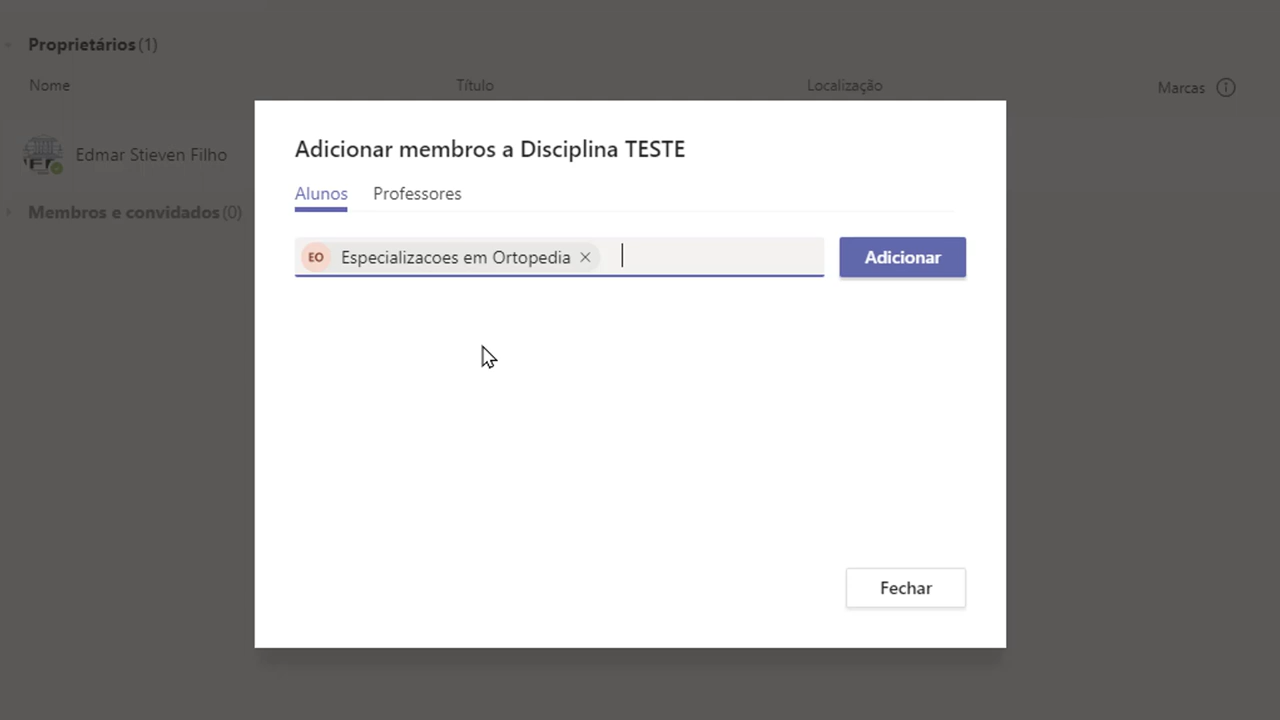 Proprietários (1)
Nome Título Localização Marcas
Edmar Stieven Filho
Membros e convidados (0)
Adicionar membros a Disciplina TESTE
Alunos Professores
EO Especializacoes em Ortopedia Adicionar
Fechar